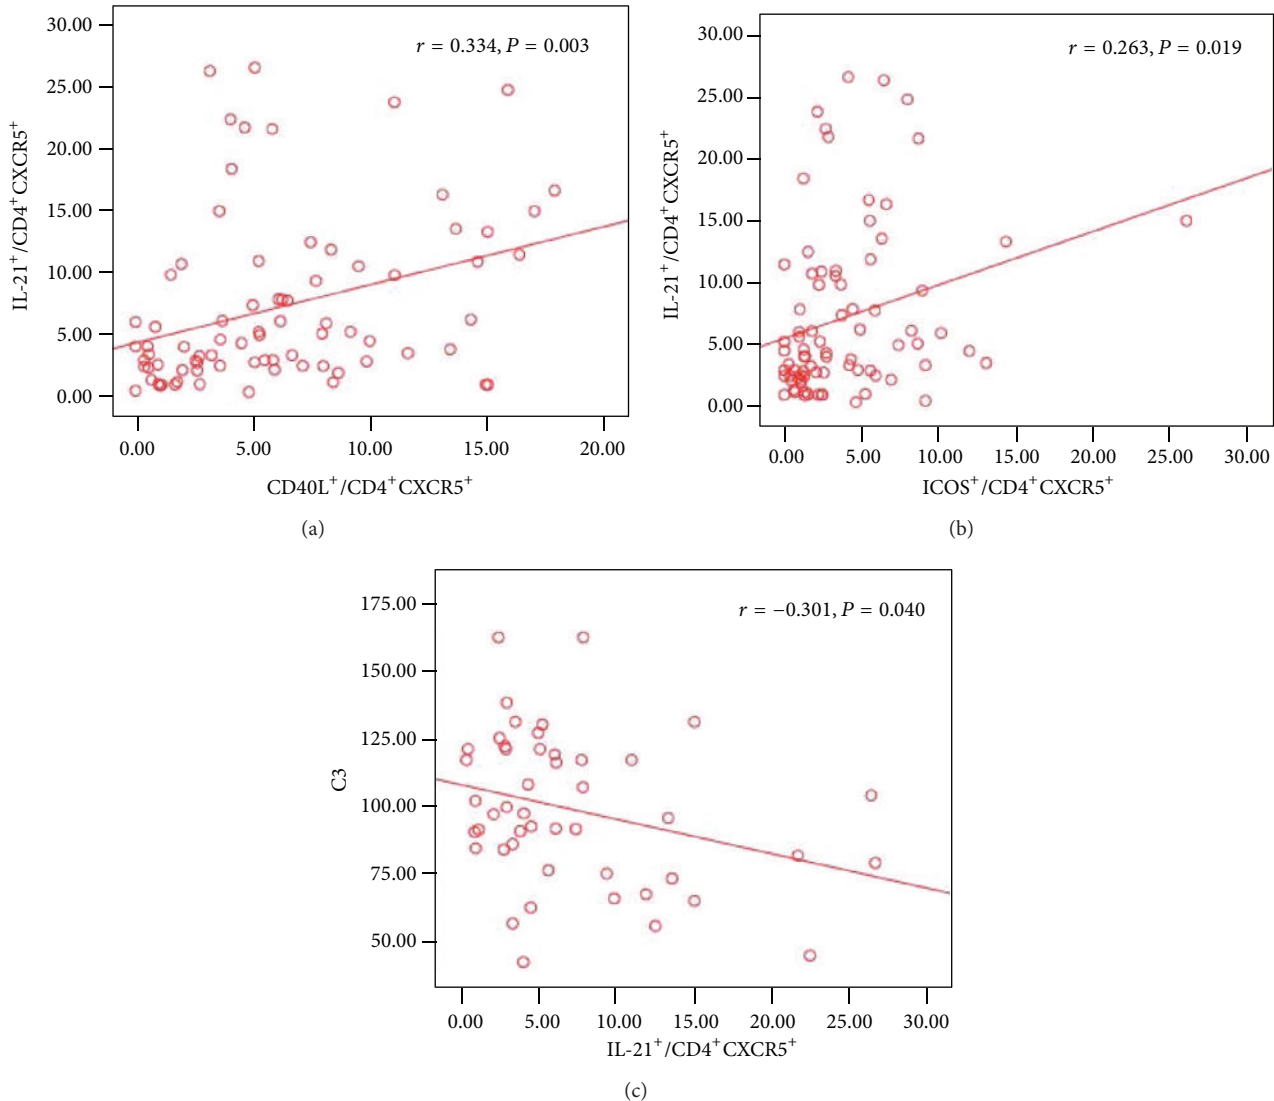 30.00
25.00
20.00
15.00
10.00
5.00
0.00
IL-21⁺/CD4⁺CXCR5⁺
r = 0.334, P = 0.003
0.00 5.00 10.00 15.00 20.00
CD40L⁺/CD4⁺CXCR5⁺
(a)
30.00
25.00
20.00
15.00
10.00
5.00
0.00
IL-21⁺/CD4⁺CXCR5⁺
r = 0.263, P = 0.019
0.00 5.00 10.00 15.00 20.00 25.00 30.00
ICOS⁺/CD4⁺CXCR5⁺
(b)
175.00
150.00
125.00
100.00
75.00
50.00
C3
r = −0.301, P = 0.040
0.00 5.00 10.00 15.00 20.00 25.00 30.00
IL-21⁺/CD4⁺CXCR5⁺
(c)